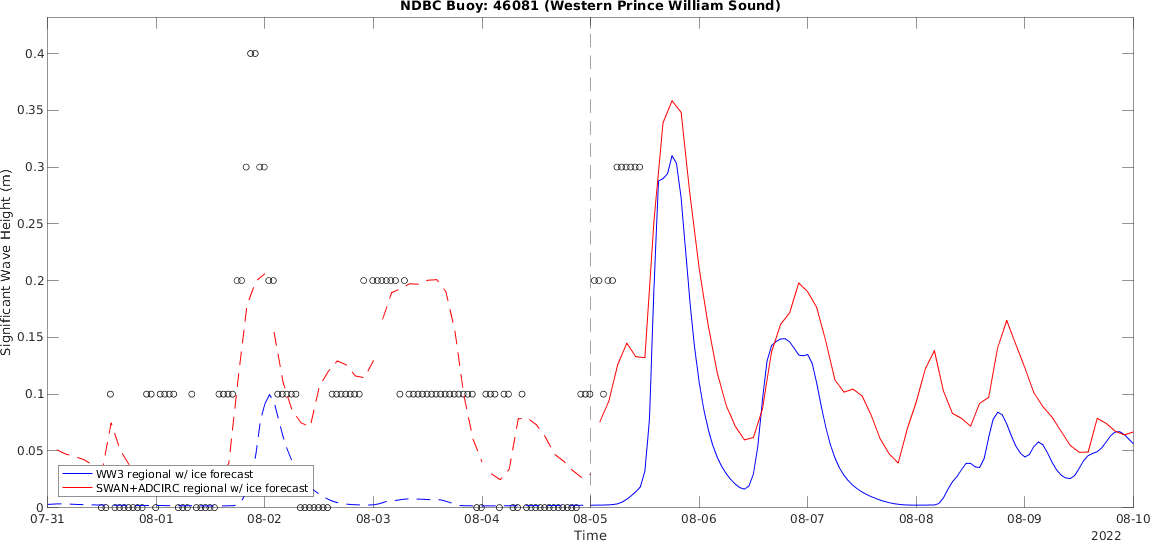 NDBC Buoy: 46081 (Western Prince William Sound)
0.4
0.35
0.3
0.25
0.2
0.15
0.1
0.05
0
Significant Wave Height (m)
WW3 regional w/ ice forecast
SWAN+ADCIRC regional w/ ice forecast
07-31 08-01 08-02 08-03 08-04 08-05 08-06 08-07 08-08 08-09 08-10
Time
2022